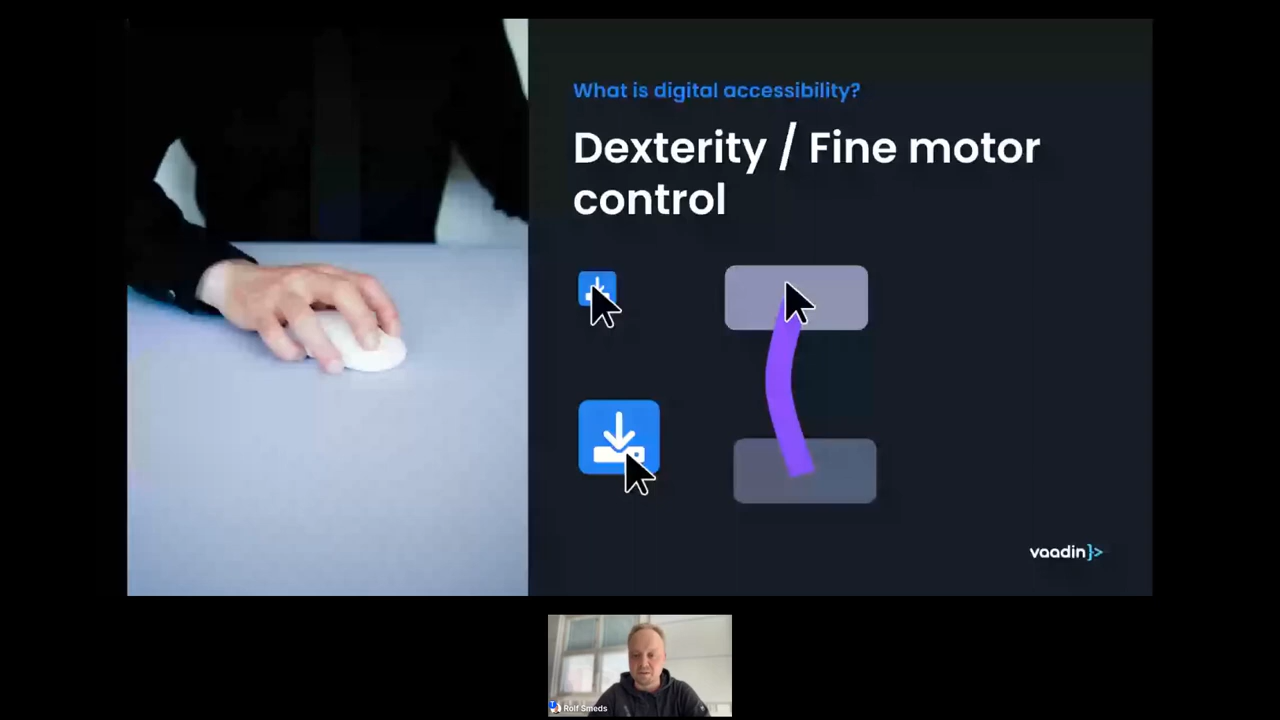 What is digital accessibility?
Dexterity / Fine motor
control
vaadin}>
Rolf Smeds